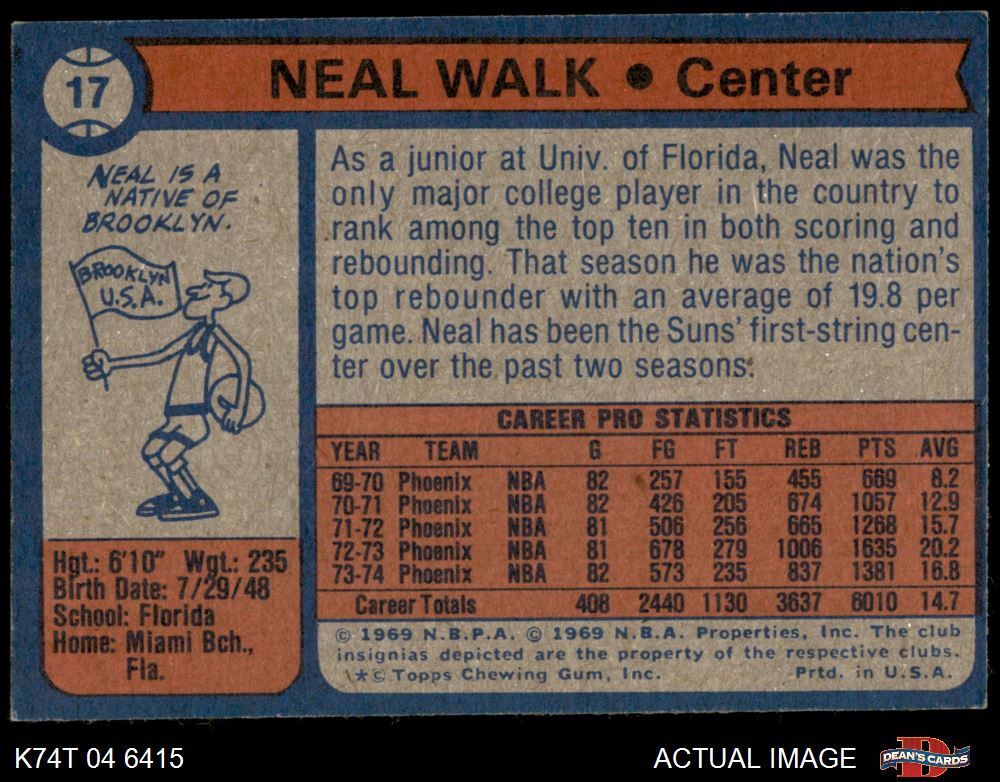 17
NEAL WALK • Center
NEAL IS A
NATIVE OF
BROOKLYN.
BROOKLYN
U.S.A.
As a junior at Univ. of Florida, Neal was the
only major college player in the country to
rank among the top ten in both scoring and
rebounding. That season he was the nation's
top rebounder with an average of 19.8 per
game. Neal has been the Suns' first-string cen-
ter over the past two seasons.
CAREER PRO STATISTICS
YEAR TEAM G FG FT REB PTS AVG
69-70 Phoenix NBA 82 257 155 455 669 8.2
70-71 Phoenix NBA 82 426 205 674 1057 12.9
71-72 Phoenix NBA 81 506 256 665 1268 15.7
72-73 Phoenix NBA 81 678 279 1006 1635 20.2
73-74 Phoenix NBA 82 573 235 837 1381 16.8
Career Totals 408 2440 1130 3637 6010 14.7
Hgt.: 6'10" Wgt.: 235
Birth Date: 7/29/48
School: Florida
Home: Miami Bch.,
Fla.
© 1969 N.B.P.A. © 1969 N.B.A. Properties, Inc. The club
insignias depicted are the property of the respective clubs.
*© Topps Chewing Gum, Inc. Prtd. in U.S.A.
K74T 04 6415
ACTUAL IMAGE
DEAN'S CARDS